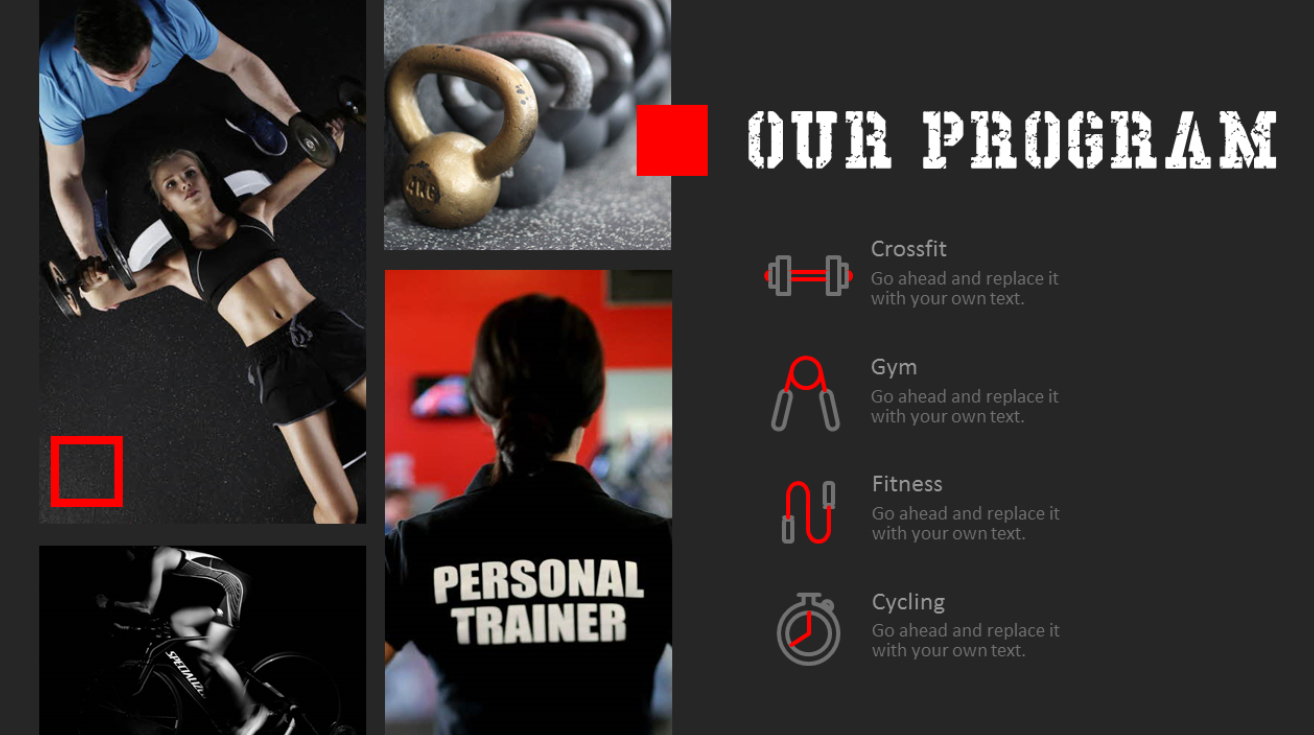 OUR PROGRAM
Crossfit
Go ahead and replace it
with your own text.
Gym
Go ahead and replace it
with your own text.
Fitness
Go ahead and replace it
with your own text.
Cycling
Go ahead and replace it
with your own text.
PERSONAL
TRAINER